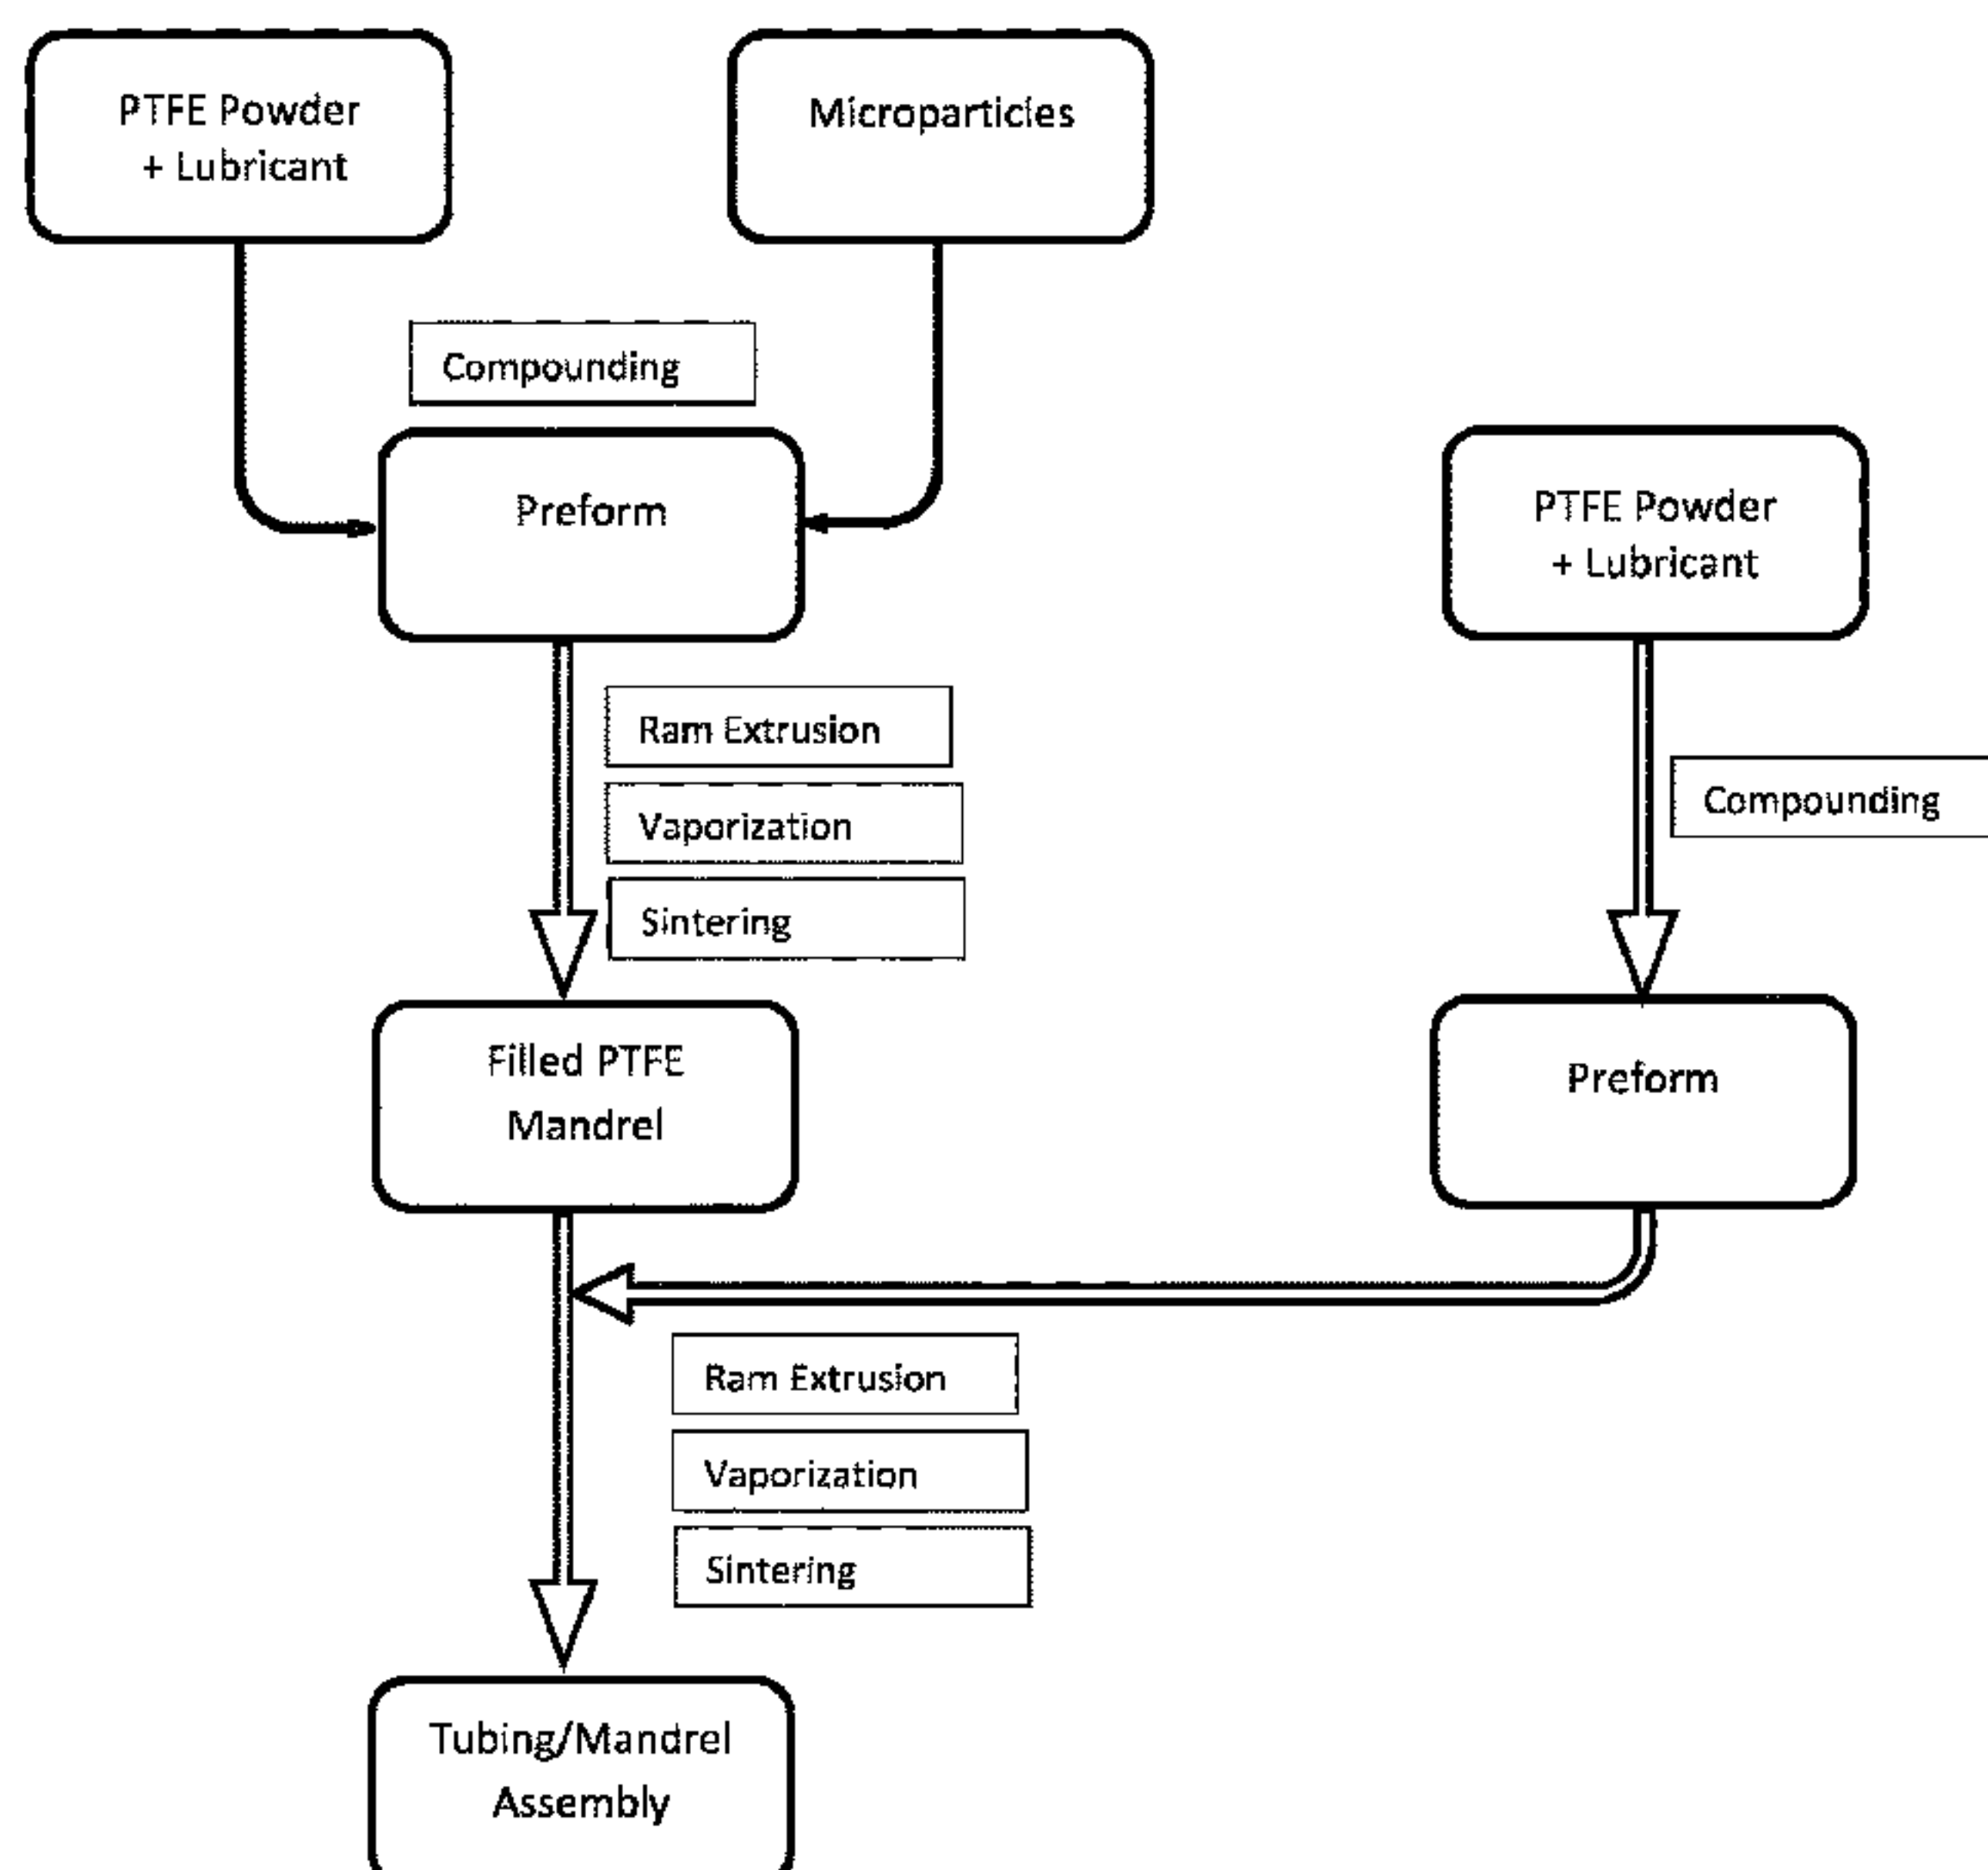 PTFE Powder
+ Lubricant
Microparticles
Compounding
Preform
PTFE Powder
+ Lubricant
Ram Extrusion
Vaporization
Sintering
Compounding
Filled PTFE
Mandrel
Preform
Ram Extrusion
Vaporization
Sintering
Tubing/Mandrel
Assembly